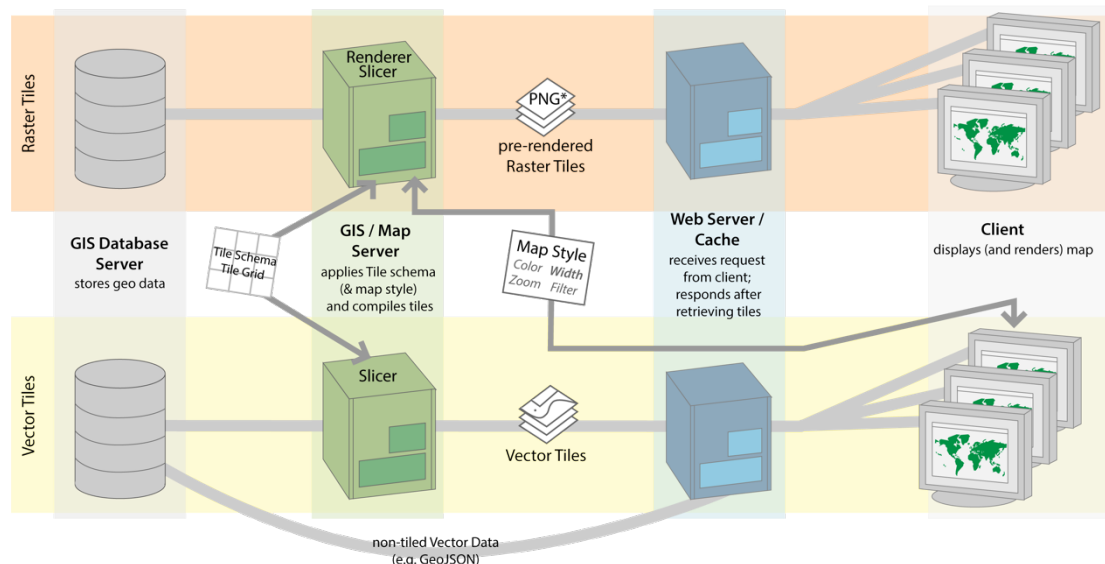 Raster Tiles
Renderer
Slicer
PNG*
pre-rendered
Raster Tiles
GIS Database
Server
stores geo data
Tile Schema
Tile Grid
GIS / Map
Server
applies Tile schema
(& map style)
and compiles tiles
Map Style
Color Width
Zoom Filter
Web Server /
Cache
receives request
from client;
responds after
retrieving tiles
Client
displays (and renders) map
Vector Tiles
Slicer
Vector Tiles
non-tiled Vector Data
(e.g. GeoJSON)